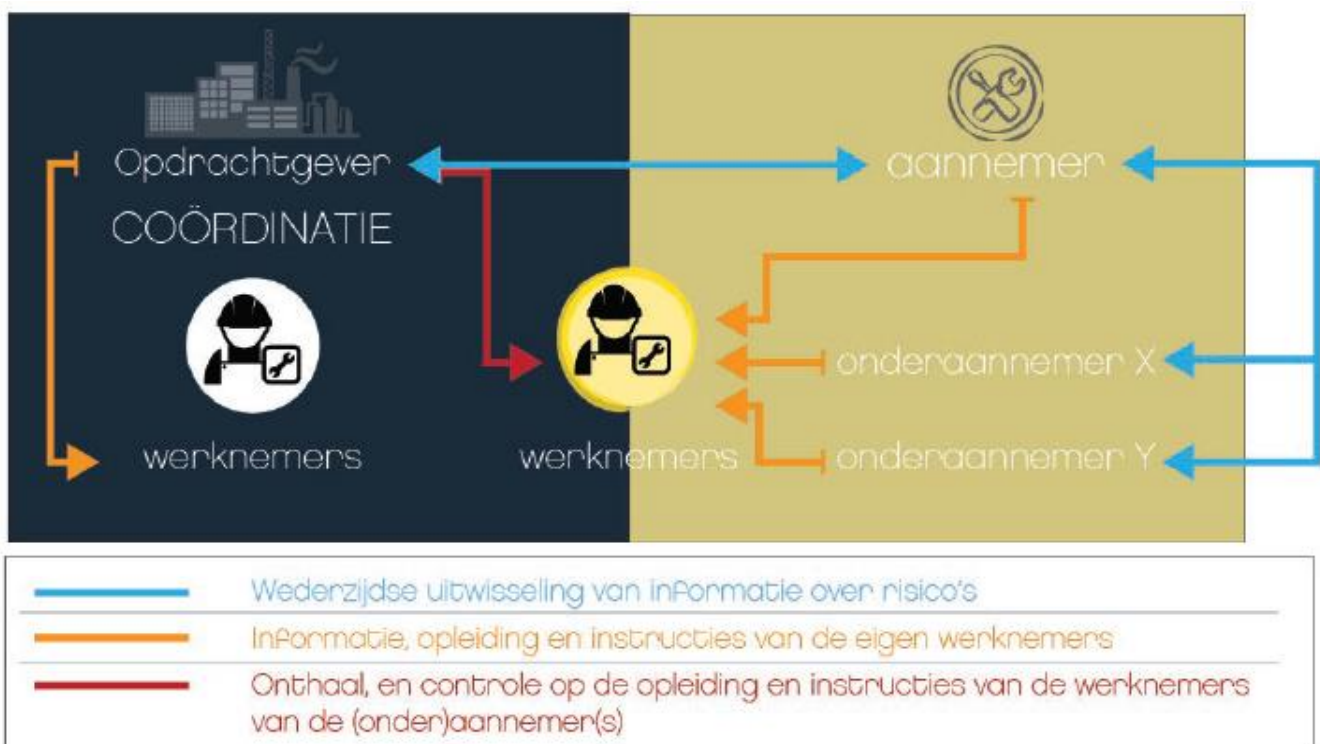 Opdrachtgever
aannemer
COÖRDINATIE
onderaannemer X
werknemers
werknemers
onderaannemer Y
Wederzijdse uitwisseling van informatie over risico's
Informatie, opleiding en instructies van de eigen werknemers
Onthaal, en controle op de opleiding en instructies van de werknemers
van de (onder)aannemer(s)